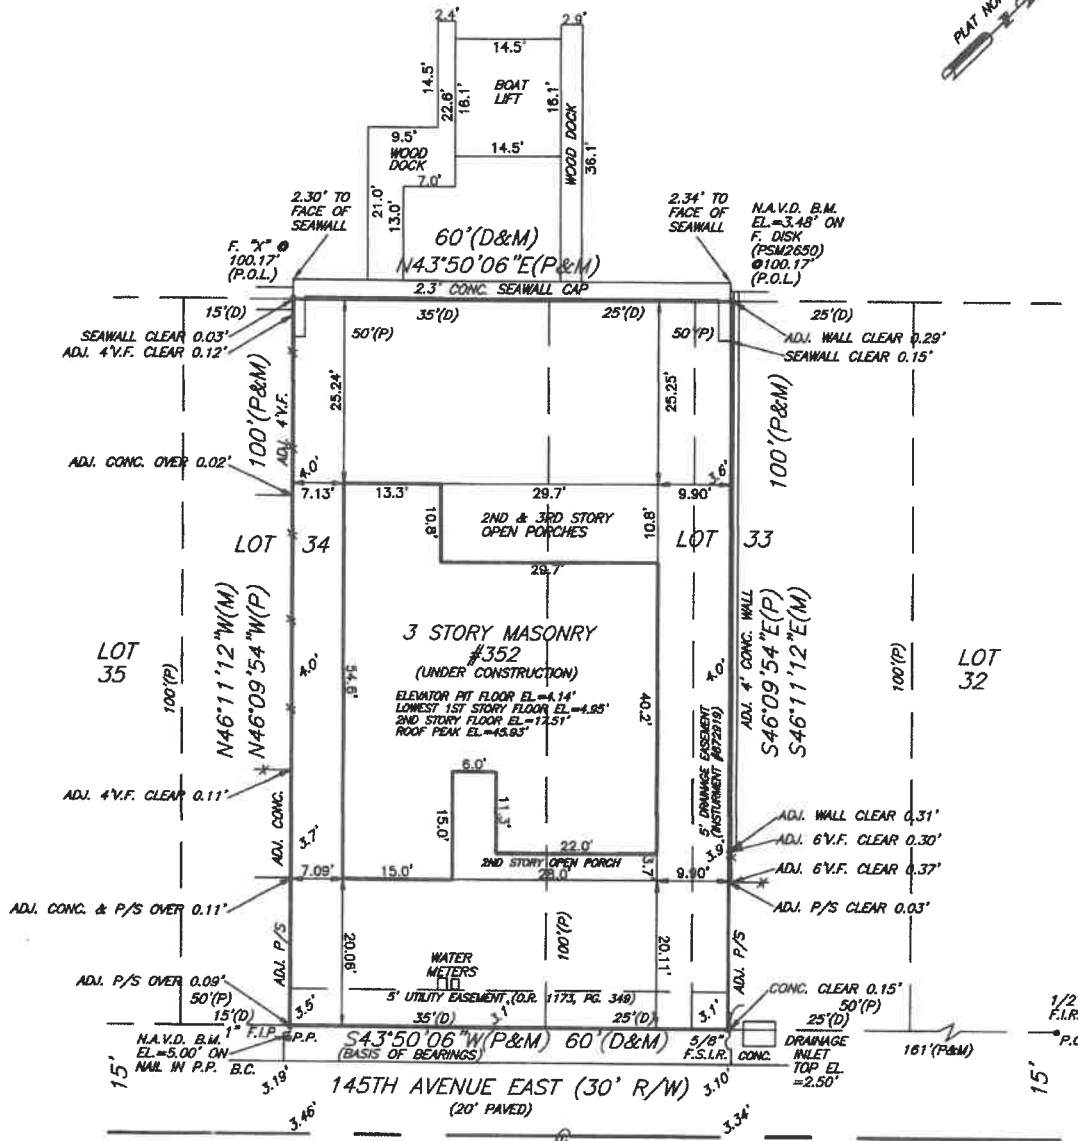 2.4'
2.9'
PLAT NOR
14.5'
14.5'
22.6'
16.1'
BOAT
LIFT
16.1'
WOOD DOCK
36.1'
9.5'
WOOD
DOCK
14.5'
7.0'
21.0'
13.0'
2.30' TO
FACE OF
SEAWALL
2.34' TO
FACE OF
SEAWALL
N.A.V.D. B.M.
EL.=3.48' ON
F. DISK
(PSM2650)
@100.17'
(P.O.L.)
F. "X" @
100.17'
(P.O.L.)
60'(D&M)
N43°50'06"E(P&M)
2.3' CONC. SEAWALL CAP
15'(D)
35'(D)
25'(D)
25'(D)
SEAWALL CLEAR 0.03'
ADJ. 4'V.F. CLEAR 0.12'
50'(P)
50'(P)
ADJ. WALL CLEAR 0.29'
SEAWALL CLEAR 0.15'
100'(P&M)
ADJ. 4'V.F.
25.24'
25.25'
100'(P&M)
ADJ. CONC. OVER 0.02'
4.0'
3.6'
7.13'
13.3'
29.7'
9.90'
10.8'
2ND & 3RD STORY
OPEN PORCHES
10.8'
LOT 34
LOT 33
29.7'
LOT
35
100'(P)
N46°11'12"W(M)
N46°09'54"W(P)
4.0'
54.6'
3 STORY MASONRY
#352
(UNDER CONSTRUCTION)
ELEVATOR PIT FLOOR EL.=4.14'
LOWEST 1ST STORY FLOOR EL.=4.95'
2ND STORY FLOOR EL.=17.51'
ROOF PEAK EL.=45.93'
40.2'
4.0'
5' DRAINAGE EASEMENT
(INSTURMENT #672919)
ADJ. 4' CONC. WALL
S46°09'54"E(P)
S46°11'12"E(M)
100'(P)
LOT
32
6.0'
ADJ. 4'V.F. CLEAR 0.11'
15.0'
11.3'
ADJ. CONC.
3.7'
22.0'
2ND STORY OPEN PORCH
3.7'
3.9'
ADJ. WALL CLEAR 0.31'
ADJ. 6'V.F. CLEAR 0.30'
ADJ. 6'V.F. CLEAR 0.37'
ADJ. P/S CLEAR 0.03'
7.09'
15.0'
28.0'
9.90'
ADJ. CONC. & P/S OVER 0.11'
ADJ. P/S
20.06'
100'(P)
20.11'
ADJ. P/S
WATER
METERS
ADJ. P/S OVER 0.09'
5' UTILITY EASEMENT (O.R. 1173, PG. 349)
CONC. CLEAR 0.15'
50'(P)
50'(P)
15'(D)
3.5'
35'(D)
3.1'
25'(D)
3.1'
25'(D)
1"
F.I.P.
P.P.
N.A.V.D. B.M.
EL.=5.00' ON
NAIL IN P.P. B.C.
S43°50'06"W(P&M) 60'(D&M)
(BASIS OF BEARINGS)
5/8"
F.S.I.R.
CONC.
DRAINAGE
INLET
TOP EL.
=2.50'
161'(P&M)
1/2
F.I.R.
15'
15'
3.19'
145TH AVENUE EAST (30' R/W)
3.10'
(20' PAVED)
3.46'
3.34'